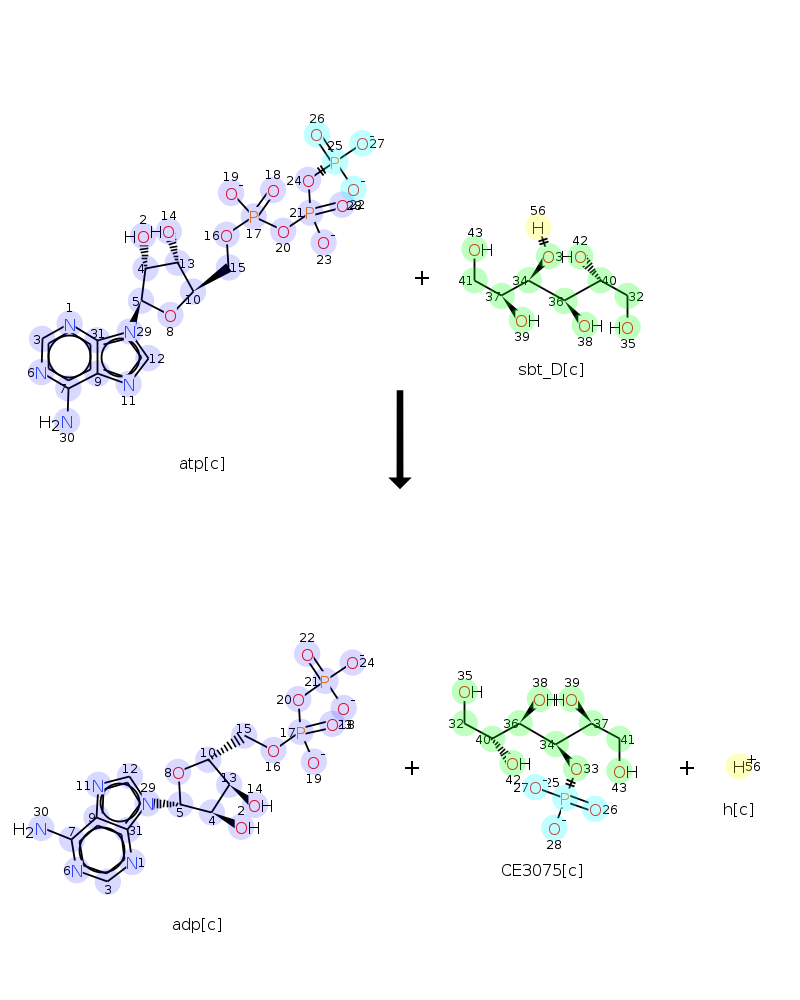 26
25
O
O
-
27
P
24
O
O
-
19
18
O
-
O
21
P
O
22
28
2
14
P
HO
HO
16
O
17
O
20
O
-
23
4
13
15
56
H
43
42
OH
O
33
HO
5
10
41
34
40
1
O
8
37
36
32
N
31
N
29
3
OH
OH
HO
12
39
38
35
6
N
9
N
7
11
sbt_D[c]
H2N
30
atp[c]
+
22
O
O
-
24
21
P
35
38
39
20
O
O
-
OH
OH
HO
15
17
P
O
18
23
32
36
37
10
16
O
O
-
19
40
34
41
12
8
O
13
42
OH
O
33
OH
43
11
N
29
N
14
OH
27
O
-
25
P
O
26
+
H
+
56
30
9
5
4
2
OH
H2N
7
31
O
-
28
h[c]
6
N
N
1
3
CE3075[c]
adp[c]
+